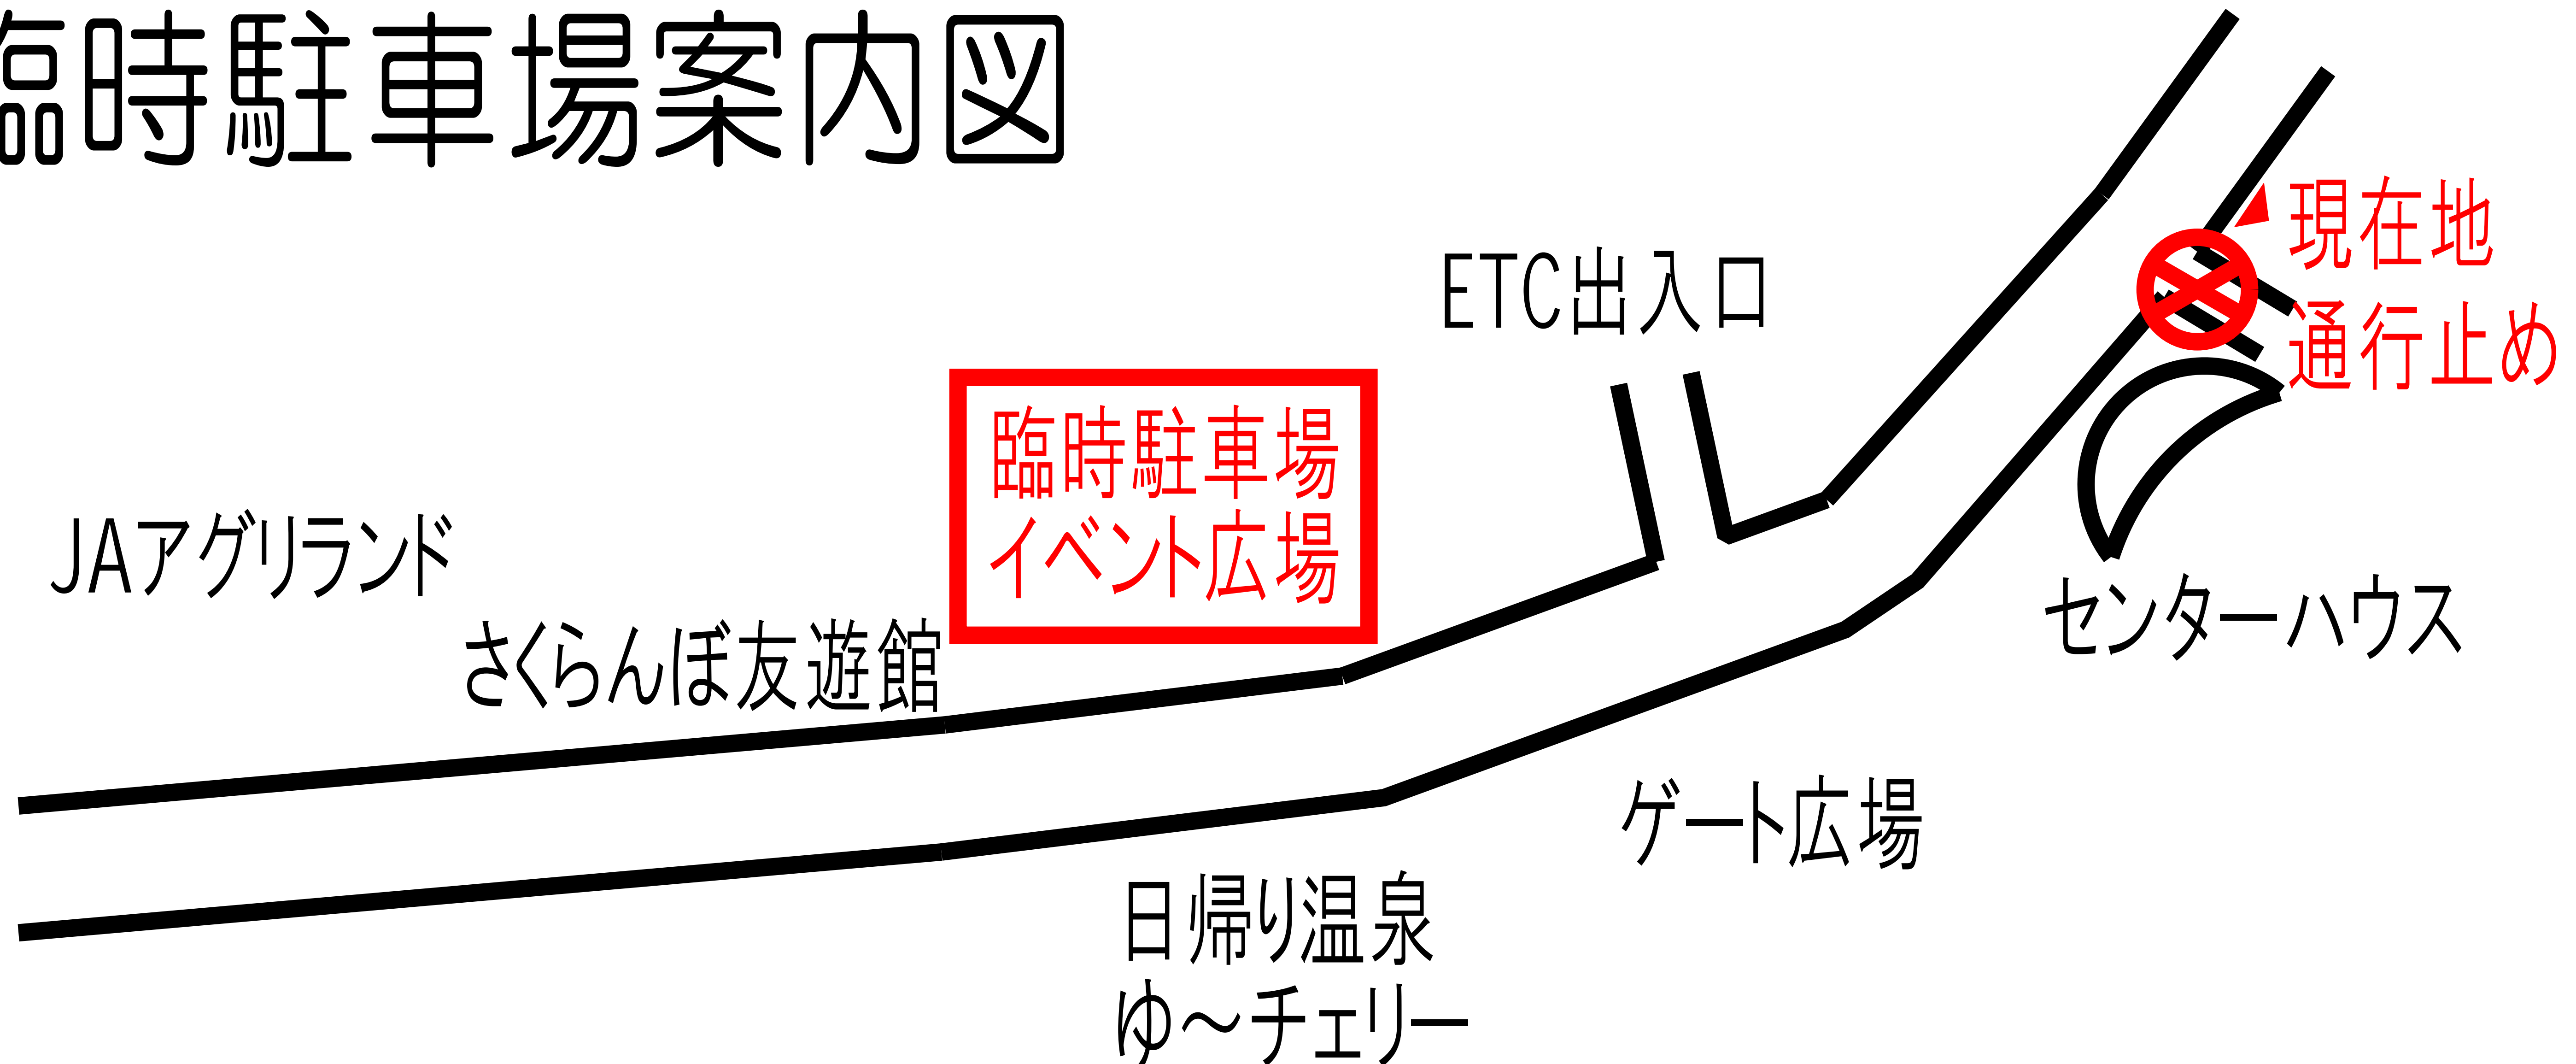 臨時駐車場案内図
現在地
通行止め
ETC出入口
臨時駐車場
イベント広場
JAアグリランド
さくらんぼ友遊館
センターハウス
ゲート広場
日帰り温泉
ゆ～チェリー